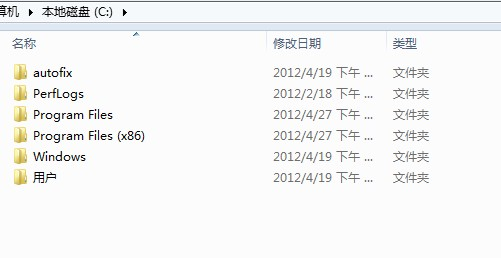 算机 ▸ 本地磁盘 (C:) ▸
名称 修改日期 类型
autofix 2012/4/19 下午 ... 文件夹
PerfLogs 2012/2/18 下午 ... 文件夹
Program Files 2012/4/27 下午 ... 文件夹
Program Files (x86) 2012/4/27 下午 ... 文件夹
Windows 2012/4/19 下午 ... 文件夹
用户 2012/4/19 下午 ... 文件夹